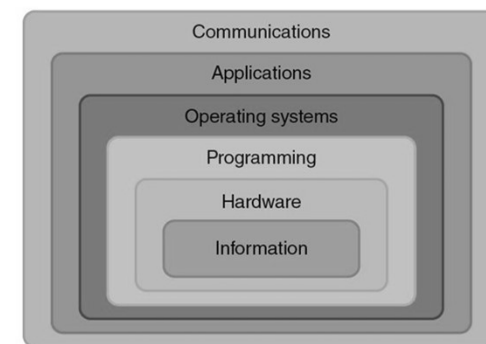 Communications
Applications
Operating systems
Programming
Hardware
Information